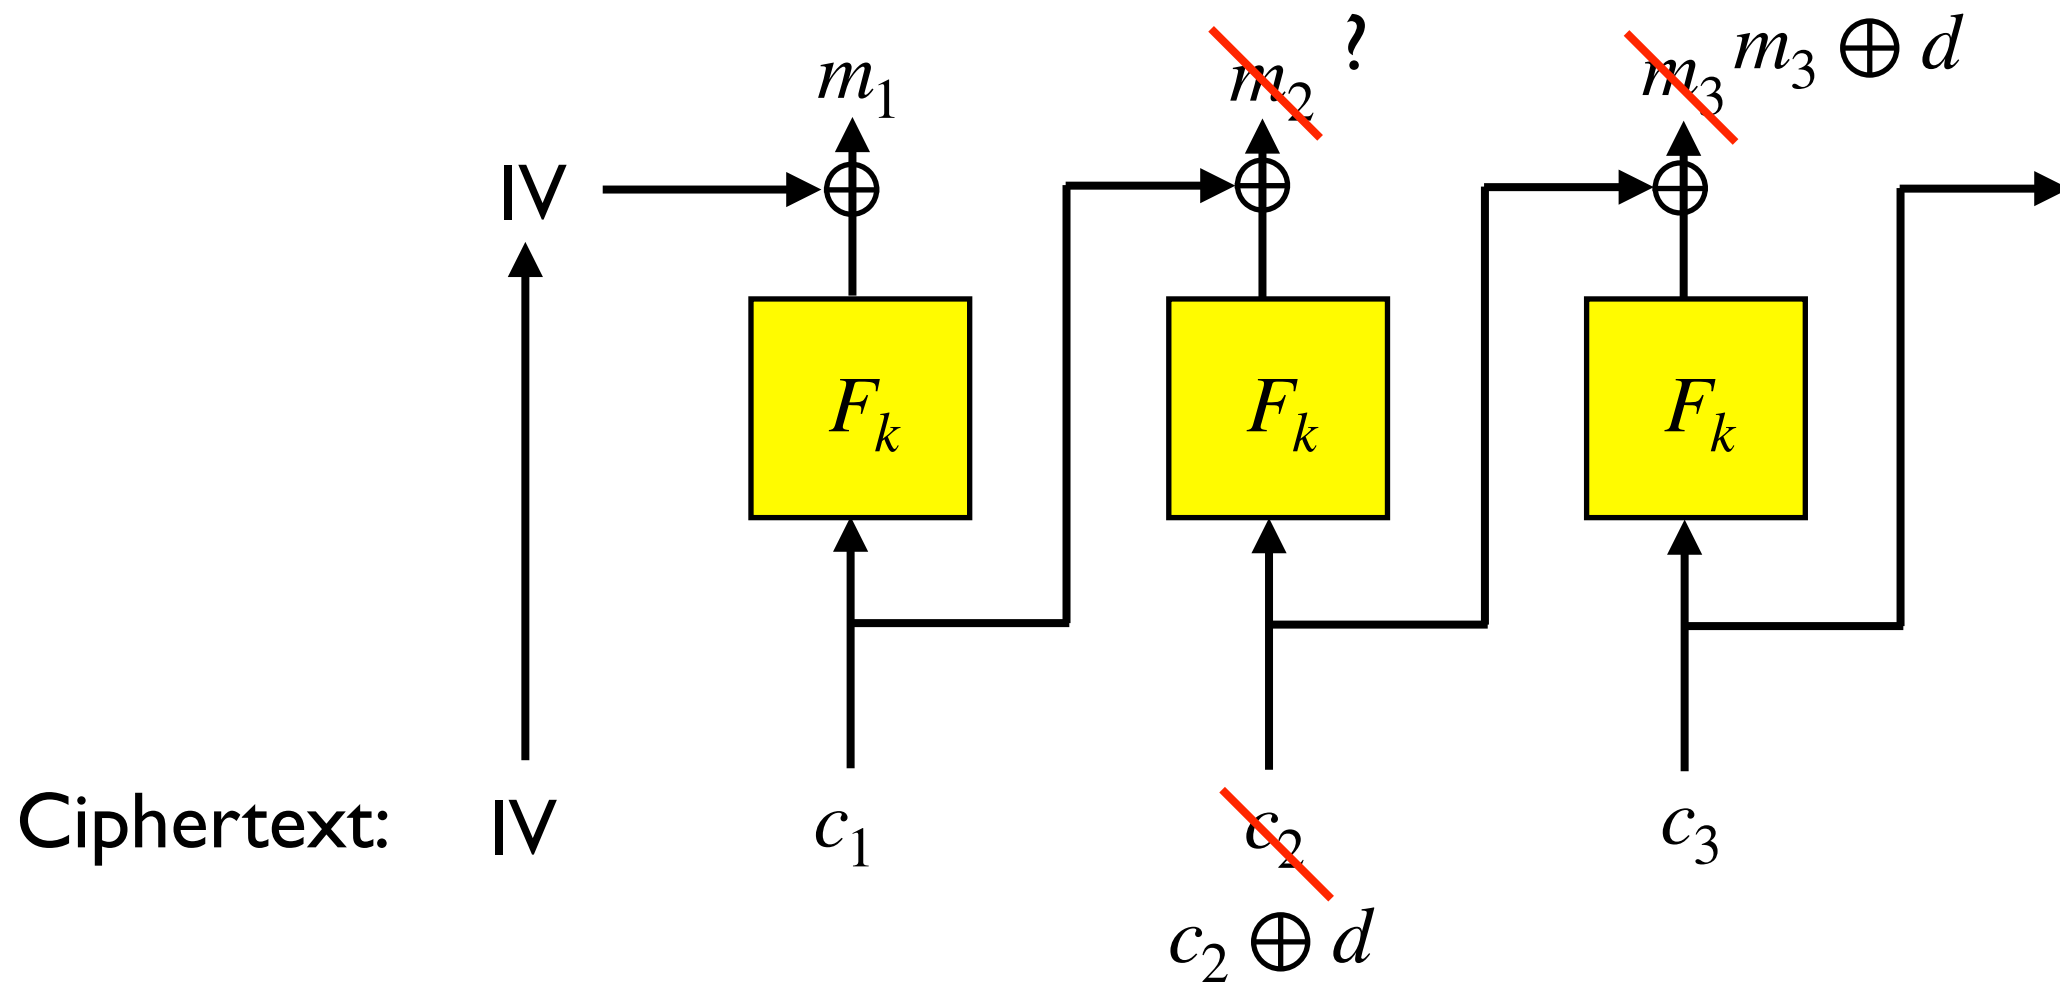 m₁ m₂ ? m₃ m₃ ⊕ d
IV
F_k F_k F_k
Ciphertext: IV c₁ c₂ c₃
c₂ ⊕ d